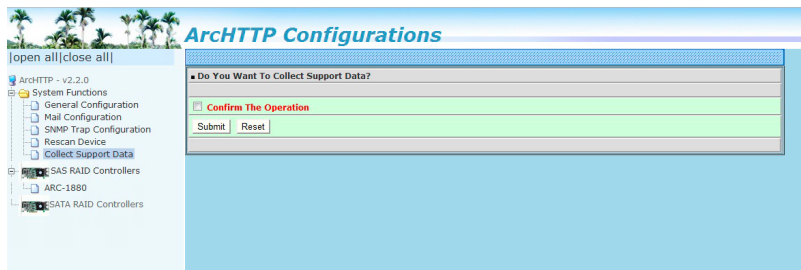 ArcHTTP Configurations
|open all|close all|
ArcHTTP - v2.2.0
System Functions
General Configuration
Mail Configuration
SNMP Trap Configuration
Rescan Device
Collect Support Data
SAS RAID Controllers
ARC-1880
SATA RAID Controllers
Do You Want To Collect Support Data?
Confirm The Operation
Submit Reset